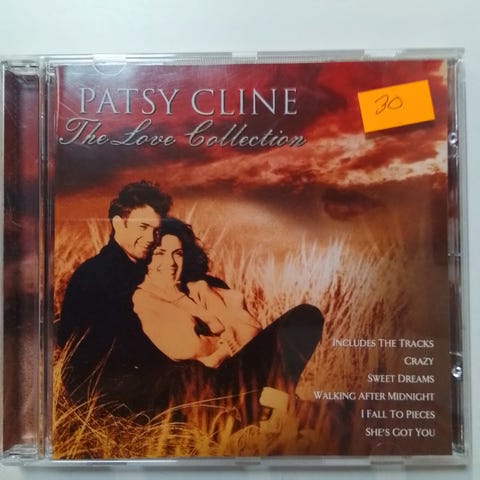 PATSY CLINE
The Love Collection
30
INCLUDES THE TRACKS
CRAZY
SWEET DREAMS
WALKING AFTER MIDNIGHT
I FALL TO PIECES
SHE'S GOT YOU